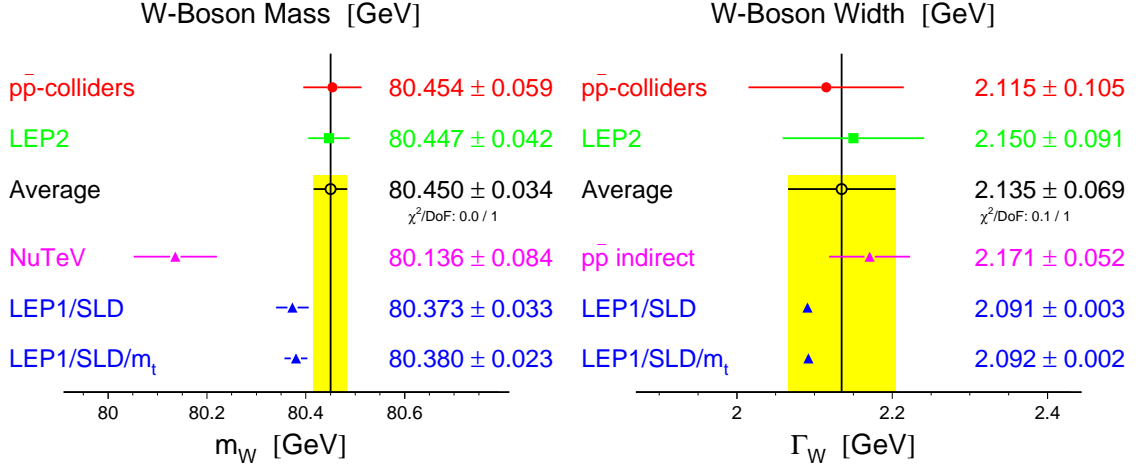 W-Boson Mass [GeV]
pp̄-colliders 80.454 ± 0.059
LEP2 80.447 ± 0.042
Average 80.450 ± 0.034
χ²/DoF: 0.0 / 1
NuTeV 80.136 ± 0.084
LEP1/SLD 80.373 ± 0.033
LEP1/SLD/mₜ 80.380 ± 0.023
80 80.2 80.4 80.6
m_W [GeV]
W-Boson Width [GeV]
pp̄-colliders 2.115 ± 0.105
LEP2 2.150 ± 0.091
Average 2.135 ± 0.069
χ²/DoF: 0.1 / 1
pp̄ indirect 2.171 ± 0.052
LEP1/SLD 2.091 ± 0.003
LEP1/SLD/mₜ 2.092 ± 0.002
2 2.2 2.4
Γ_W [GeV]